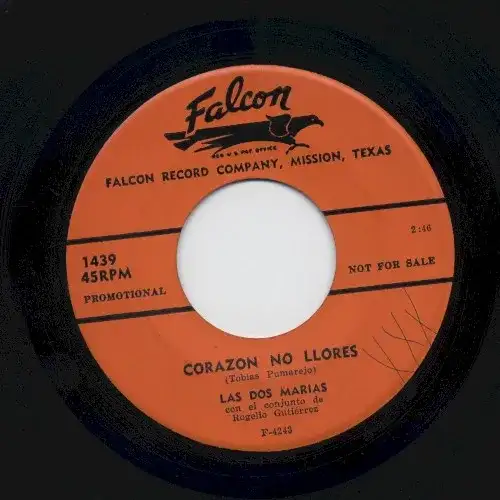 Falcon
REG U.S. PAT. OFFICE
FALCON RECORD COMPANY, MISSION, TEXAS
2:46
1439
45RPM
NOT FOR SALE
PROMOTIONAL
CORAZON NO LLORES
(Tobias Pumarejo)
LAS DOS MARIAS
con el conjunto de
Rogelio Gutiérrez
F-4243